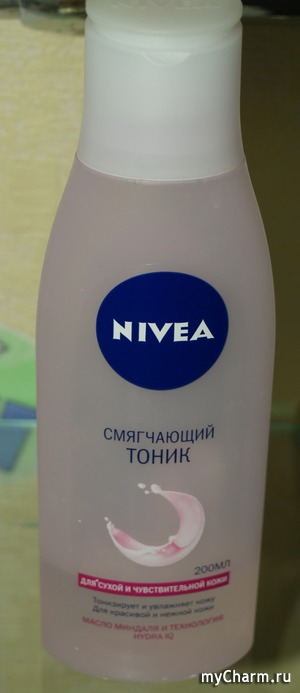 NIVEA
СМЯГЧАЮЩИЙ
ТОНИК
200МЛ
ДЛЯ СУХОЙ И ЧУВСТВИТЕЛЬНОЙ КОЖИ
Тонизирует и увлажняет кожу
Для красивой и нежной кожи
МАСЛО МИНДАЛЯ И ТЕХНОЛОГИЯ
HYDRA IQ
myCharm.ru